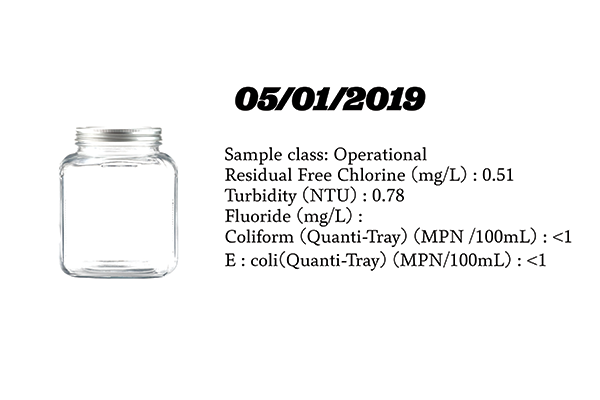 05/01/2019
Sample class: Operational
Residual Free Chlorine (mg/L) : 0.51
Turbidity (NTU) : 0.78
Fluoride (mg/L) :
Coliform (Quanti-Tray) (MPN /100mL) : <1
E : coli(Quanti-Tray) (MPN/100mL) : <1